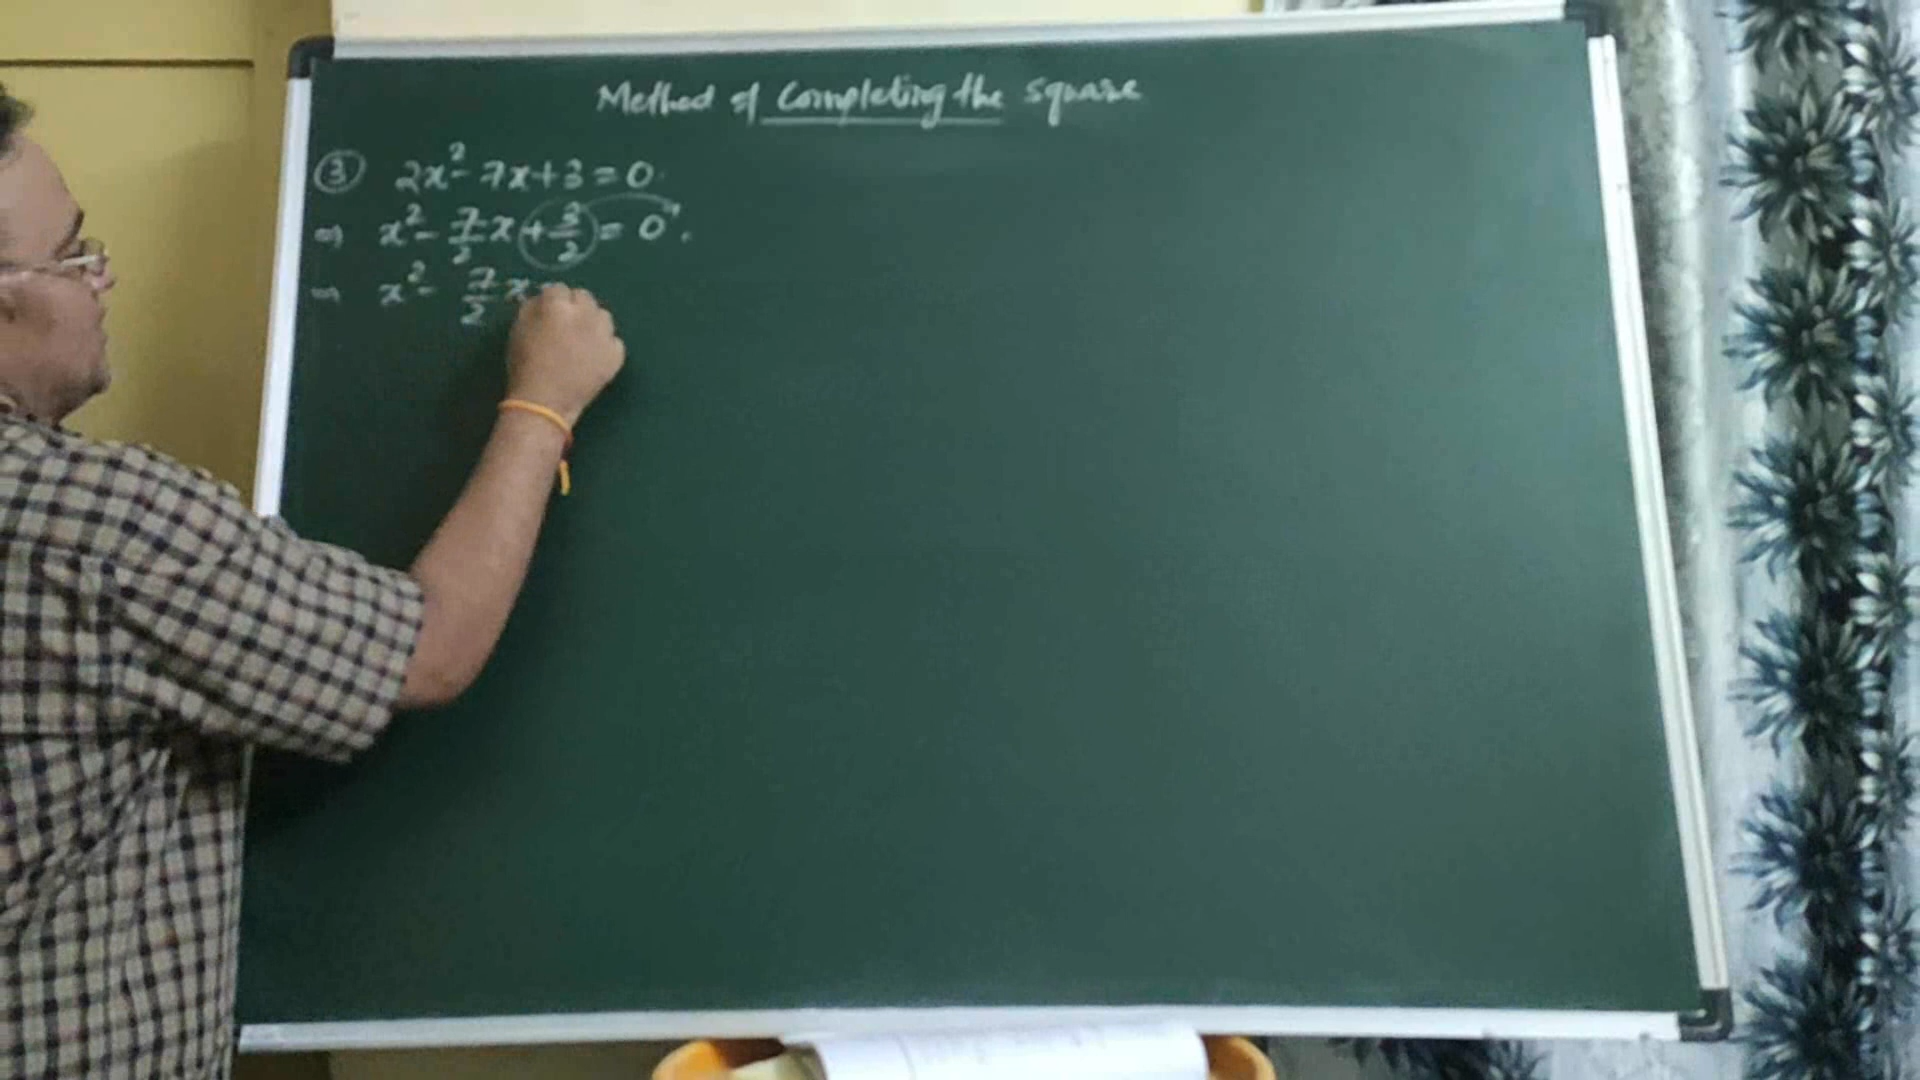 Method of Completing the square
③ 2x² - 7x + 3 = 0.
⇒ x² - 7/2 x + 3/2 = 0.
⇒ x² - 7/2 x =